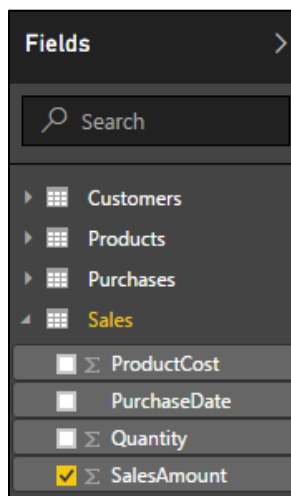 Fields
Search
Customers
Products
Purchases
Sales
ProductCost
PurchaseDate
Quantity
SalesAmount